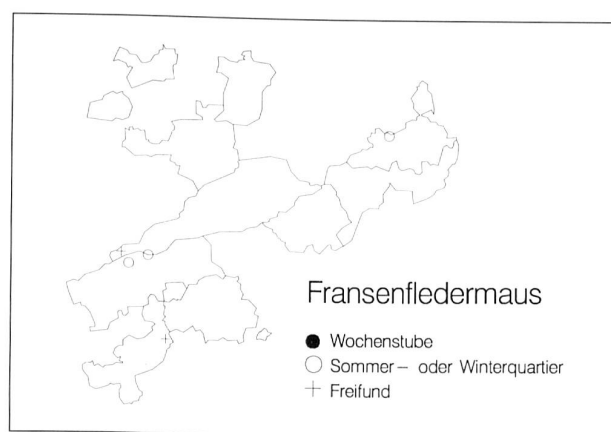 Fransenfledermaus
Wochenstube
Sommer– oder Winterquartier
Freifund